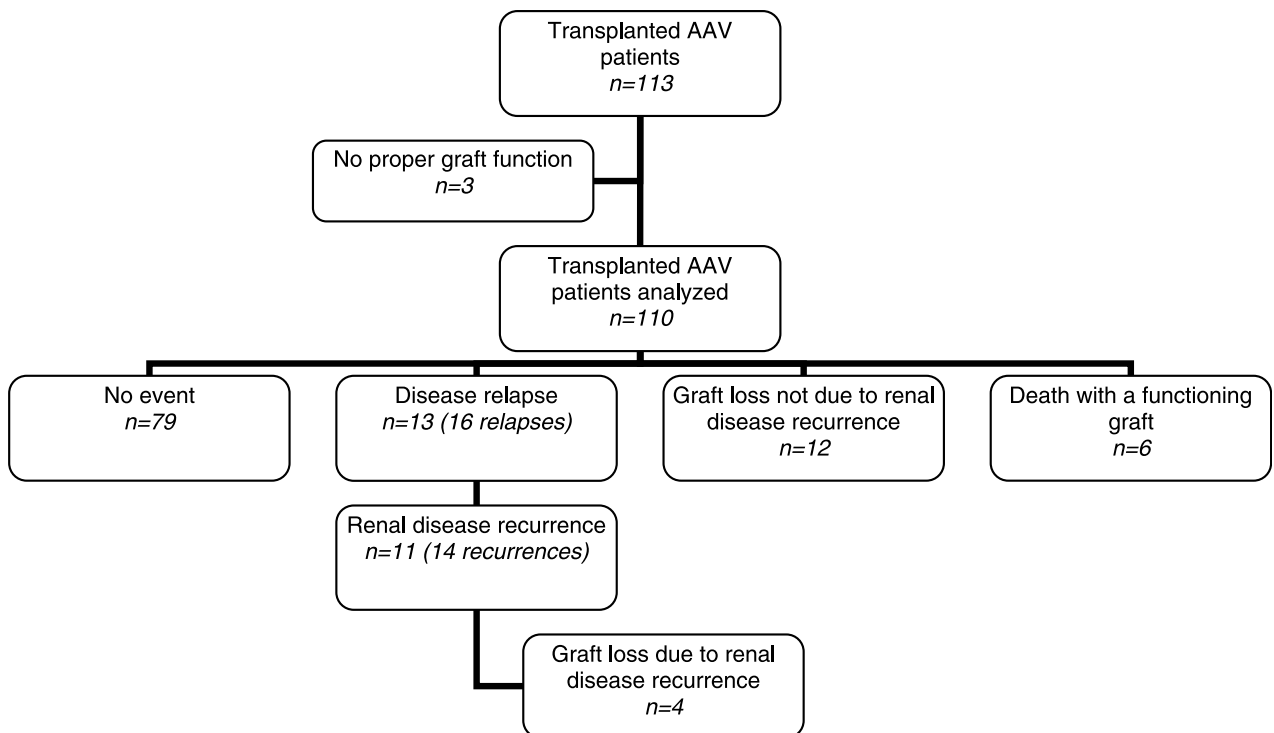 Transplanted AAV
patients
n=113
No proper graft function
n=3
Transplanted AAV
patients analyzed
n=110
No event
n=79
Disease relapse
n=13 (16 relapses)
Graft loss not due to renal
disease recurrence
n=12
Death with a functioning
graft
n=6
Renal disease recurrence
n=11 (14 recurrences)
Graft loss due to renal
disease recurrence
n=4